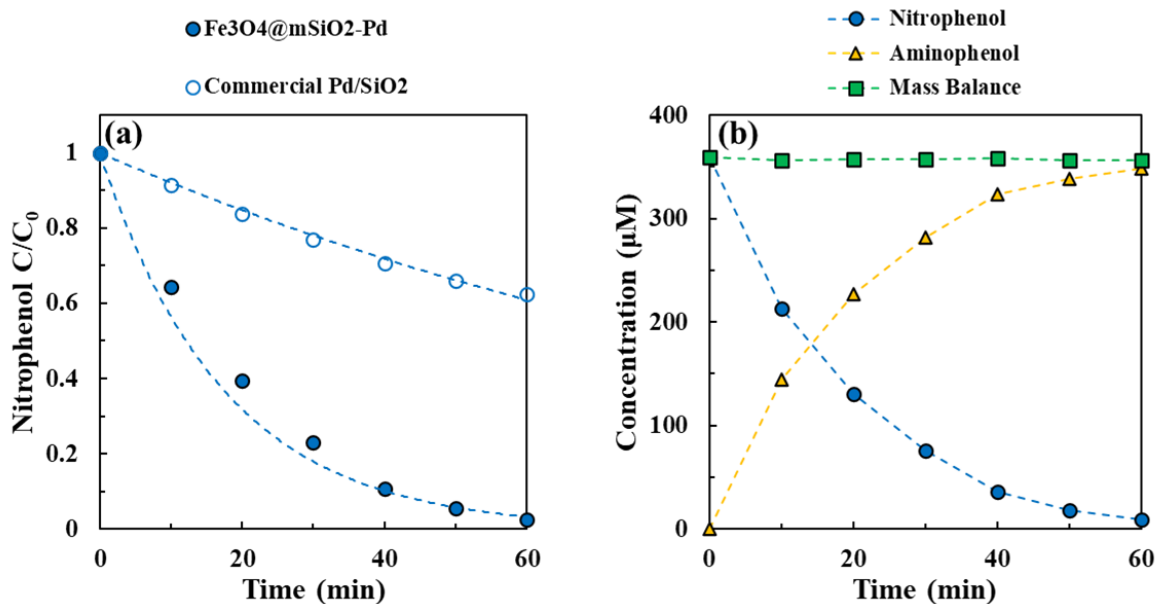 Fe3O4@mSiO2-Pd
Commercial Pd/SiO2
(a)
1
0.8
0.6
0.4
0.2
0
Nitrophenol C/C0
0 20 40 60
Time (min)
Nitrophenol
Aminophenol
Mass Balance
(b)
400
300
200
100
0
Concentration (µM)
0 20 40 60
Time (min)